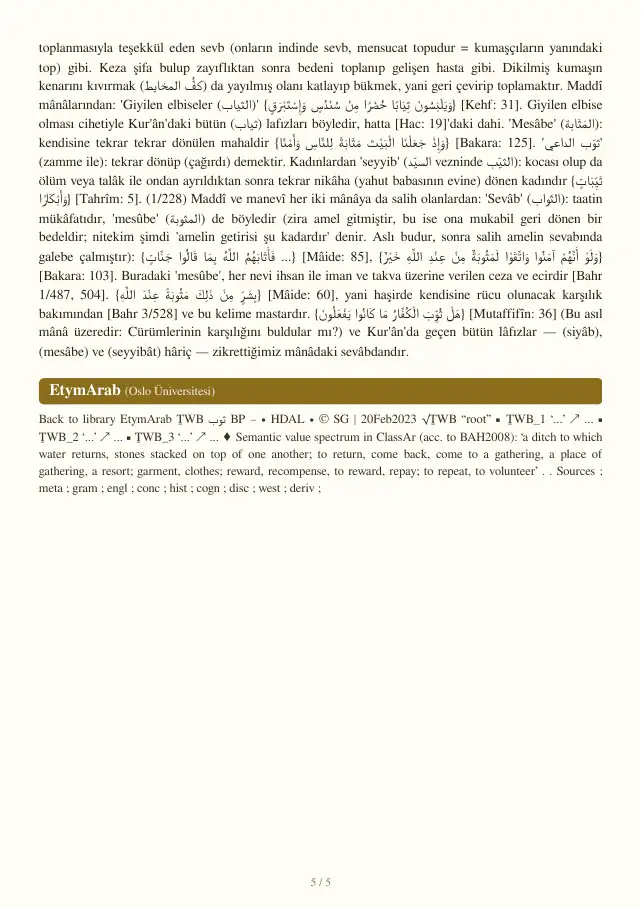 toplanmasıyla teşekkül eden sevb (onların indinde sevb, mensucat topudur = kumaşçıların yanındaki
top) gibi. Keza şifa bulup zayıflıktan sonra bedeni toplanıp gelişen hasta gibi. Dikilmiş kumaşın
kenarını kıvırmak (كفُّ المخايط) da yayılmış olanı katlayıp bükmek, yani geri çevirip toplamaktır. Maddî
mânâlarından: 'Giyilen elbiseler (الثياب)' {وَيَلْبَسُونَ ثِيَابًا خُضْرًا مِنْ سُنْدُسٍ وَإِسْتَبْرَقٍ} [Kehf: 31]. Giyilen elbise
olması cihetiyle Kur'ân'daki bütün (ثياب) lafızları böyledir, hatta [Hac: 19]'daki dahi. 'Mesâbe' (المَثابة):
kendisine tekrar tekrar dönülen mahaldir {وَإِذْ جَعَلْنَا الْبَيْتَ مَثَابَةً لِلنَّاسِ وَأَمْنًا} [Bakara: 125]. 'ثوّب الداعي'
(zamme ile): tekrar dönüp (çağırdı) demektir. Kadınlardan 'seyyib' (السيّد vezninde الثيّب): kocası olup da
ölüm veya talâk ile ondan ayrıldıktan sonra tekrar nikâha (yahut babasının evine) dönen kadındır {ثَيِّبَاتٍ
وَأَبْكَارًا} [Tahrîm: 5]. (1/228) Maddî ve manevî her iki mânaya da salih olanlardan: 'Sevâb' (الثواب): taatin
mükâfatıdır, 'mesûbe' (المثوبة) de böyledir (zira amel gitmiştir, bu ise ona mukabil geri dönen bir
bedeldir; nitekim şimdi 'amelin getirisi şu kadardır' denir. Aslı budur, sonra salih amelin sevabında
galebe çalmıştır: {فَأَثَابَهُمُ اللَّهُ بِمَا قَالُوا جَنَّاتٍ ...} [Mâide: 85], {وَلَوْ أَنَّهُمْ آمَنُوا وَاتَّقَوْا لَمَثُوبَةٌ مِنْ عِنْدِ اللَّهِ خَيْرٌ}
[Bakara: 103]. Buradaki 'mesûbe', her nevi ihsan ile iman ve takva üzerine verilen ceza ve ecirdir [Bahr
1/487, 504]. {بِشَرٍّ مِنْ ذَلِكَ مَثُوبَةً عِنْدَ اللَّهِ} [Mâide: 60], yani haşirde kendisine rücu olunacak karşılık
bakımından [Bahr 3/528] ve bu kelime mastardır. {هَلْ ثُوِّبَ الْكُفَّارُ مَا كَانُوا يَفْعَلُونَ} [Mutaffifîn: 36] (Bu asıl
mânâ üzeredir: Cürümlerinin karşılığını buldular mı?) ve Kur'ân'da geçen bütün lâfızlar — (siyâb),
(mesâbe) ve (seyyibât) hâriç — zikrettiğimiz mânâdaki sevâbdandır.
EtymArab (Oslo Üniversitesi)
Back to library EtymArab ṮWB ثوب BP – • HDAL • © SG | 20Feb2023 √ṮWB “root” ▪ ṮWB_1 ‘...’ ↗ ... ▪
ṮWB_2 ‘...’ ↗ ... ▪ ṮWB_3 ‘...’ ↗ ... ♦ Semantic value spectrum in ClassAr (acc. to BAH2008): ‘a ditch to which
water returns, stones stacked on top of one another; to return, come back, come to a gathering, a place of
gathering, a resort; garment, clothes; reward, recompense, to reward, repay; to repeat, to volunteer’ . . Sources ;
meta ; gram ; engl ; conc ; hist ; cogn ; disc ; west ; deriv ;
5 / 5